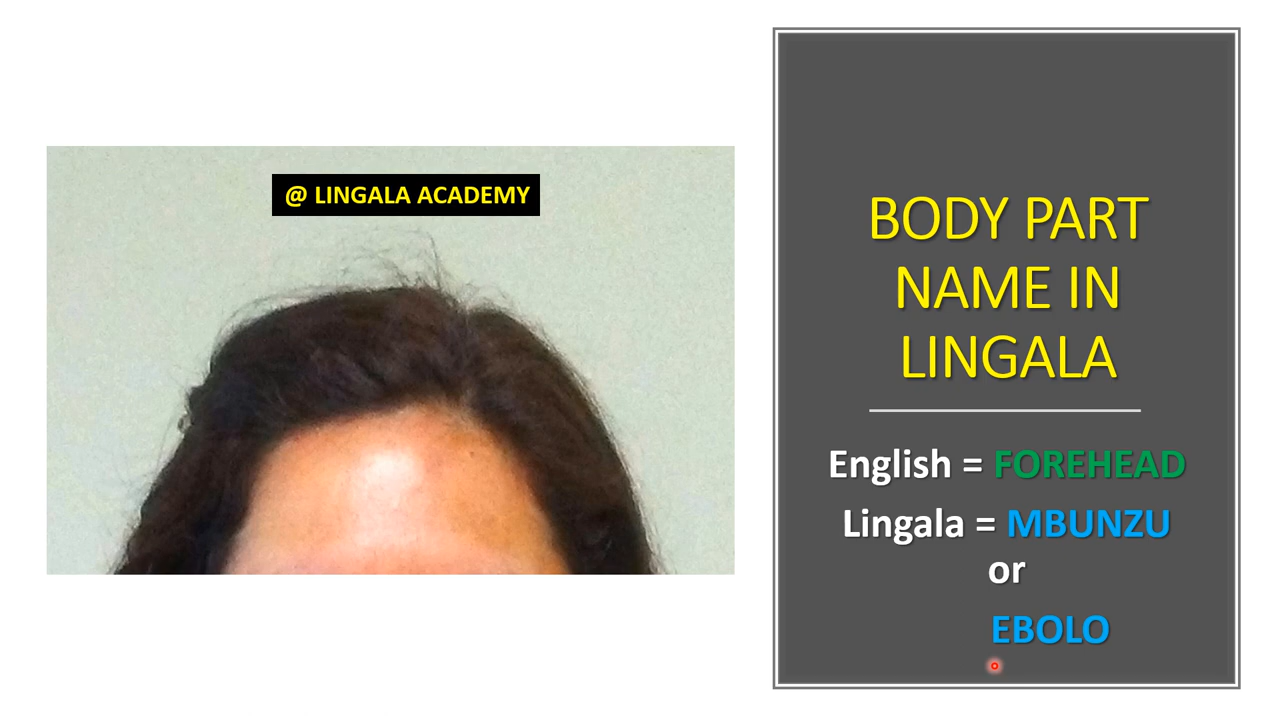 @ LINGALA ACADEMY
BODY PART
NAME IN
LINGALA
English = FOREHEAD
Lingala = MBUNZU
or
EBOLO